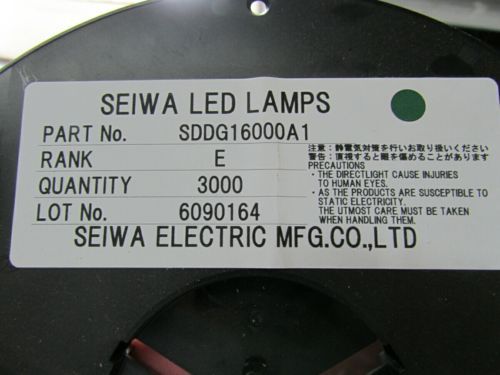 SEIWA LED LAMPS
PART No. SDDG16000A1
RANK E
QUANTITY 3000
LOT No. 6090164
注意：静電気対策を行いお取り扱いください
警告：直視すると眼を傷めることがあります
PRECAUTIONS
・THE DIRECTLIGHT CAUSE INJURIES
TO HUMAN EYES.
・AS THE PRODUCTS ARE SUSCEPTIBLE TO
STATIC ELECTRICITY.
THE UTMOST CARE MUST BE TAKEN
WHEN HANDLING THEM.
SEIWA ELECTRIC MFG.CO.,LTD